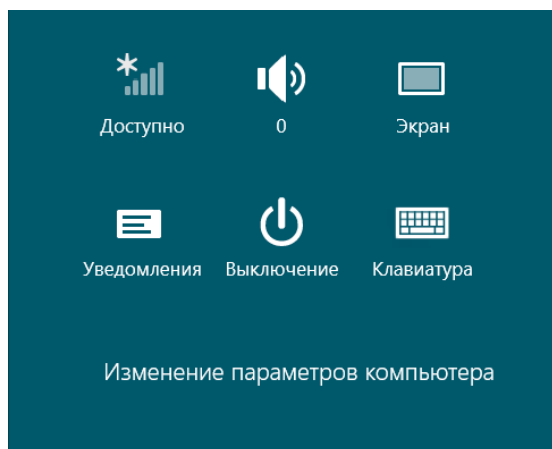 Доступно 0 Экран
Уведомления Выключение Клавиатура
Изменение параметров компьютера